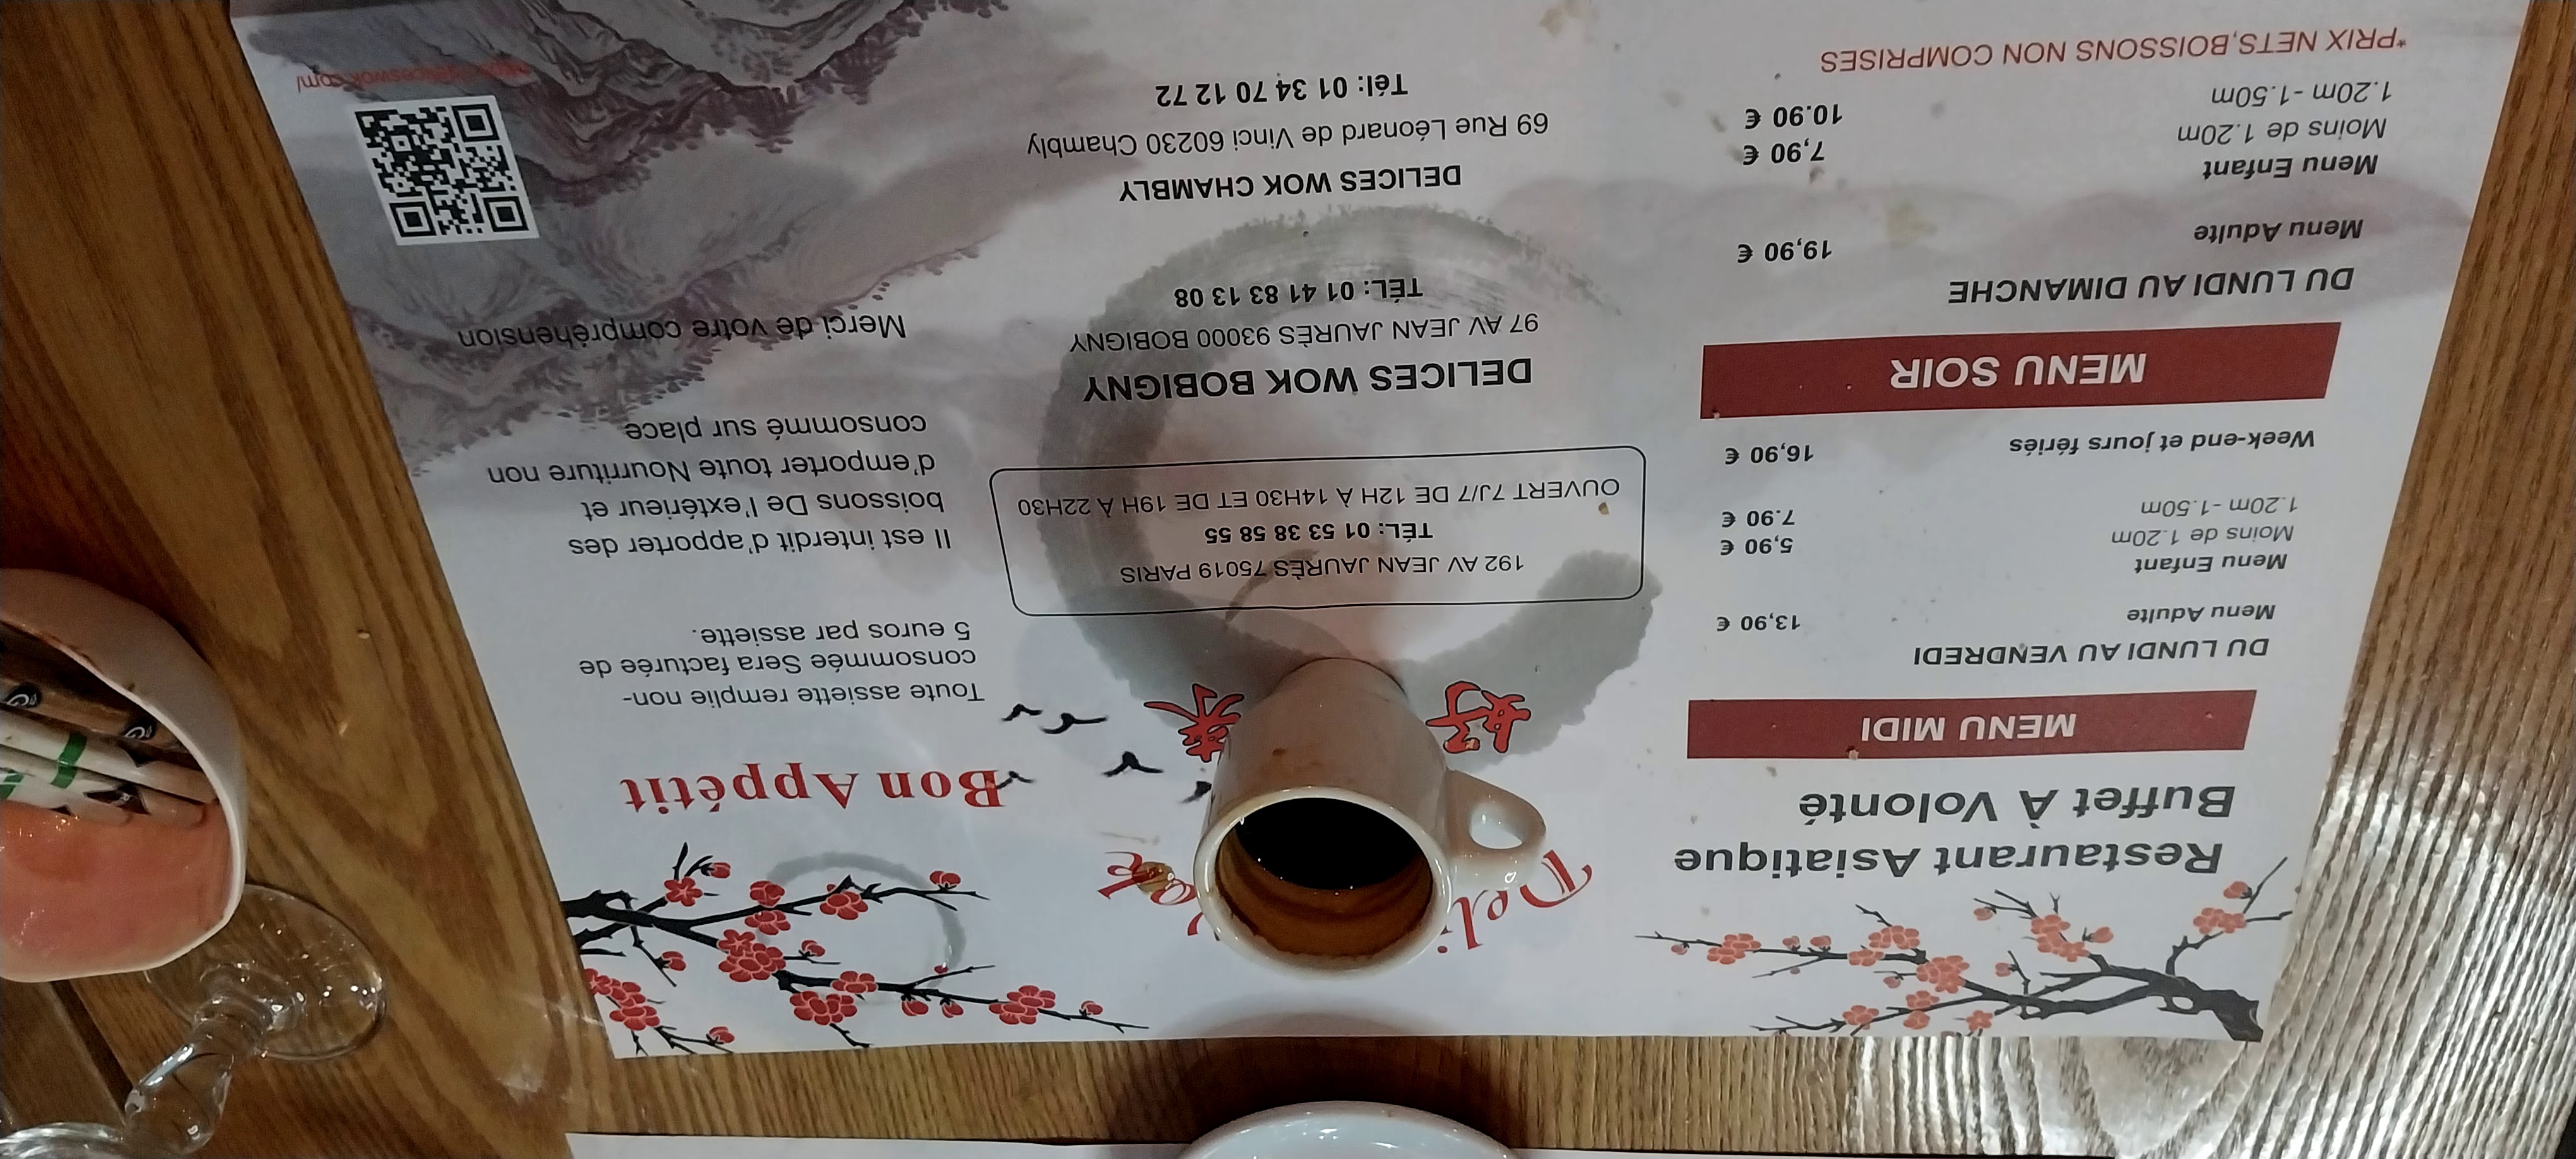 Restaurant Asiatique
Buffet À Volonté
MENU MIDI
DU LUNDI AU VENDREDI
Menu Adulte 13,90 €
Menu Enfant
Moins de 1.20m 5,90 €
1.20m -1.50m 7.90 €
Week-end et jours fériés 16,90 €
MENU SOIR
DU LUNDI AU DIMANCHE
Menu Adulte 19,90 €
Menu Enfant
Moins de 1.20m 7,90 €
1.20m -1.50m 10.90 €
*PRIX NETS,BOISSONS NON COMPRISES
好
来
192 AV JEAN JAURÈS 75019 PARIS
TÉL: 01 53 38 58 55
OUVERT 7J/7 DE 12H À 14H30 ET DE 19H À 22H30
DELICES WOK BOBIGNY
97 AV JEAN JAURÈS 93000 BOBIGNY
TÉL: 01 41 83 13 08
DELICES WOK CHAMBLY
69 Rue Léonard de Vinci 60230 Chambly
Tél: 01 34 70 12 72
Bon Appétit
Toute assiette remplie non-
consommée Sera facturée de
5 euros par assiette.
Il est interdit d'apporter des
boissons De l'extérieur et
d'emporter toute Nourriture non
consommé sur place
Merci de votre compréhension